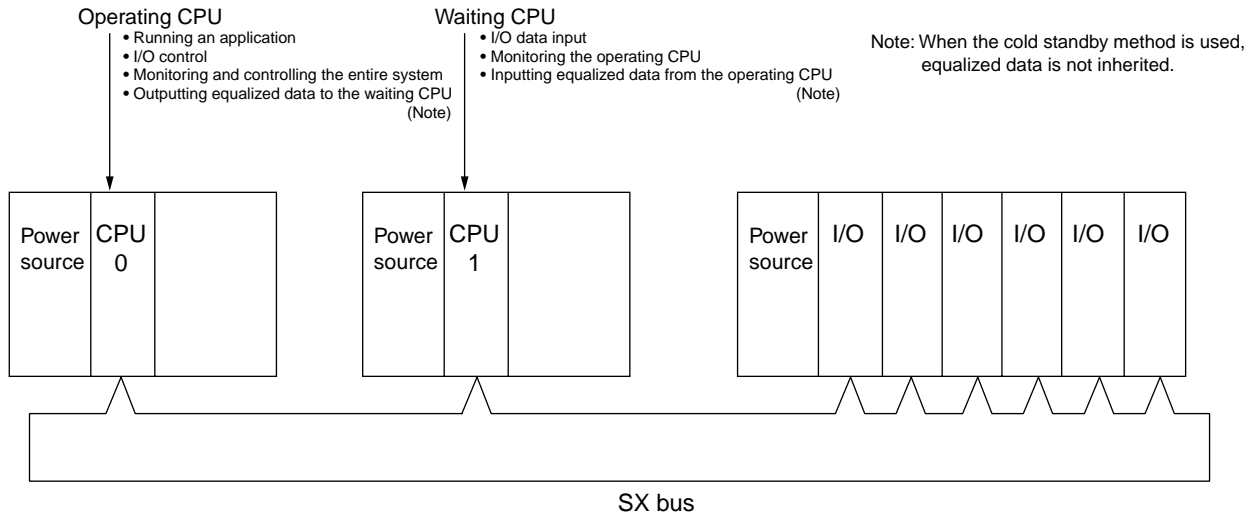 Operating CPU
• Running an application
• I/O control
• Monitoring and controlling the entire system
• Outputting equalized data to the waiting CPU
(Note)
Waiting CPU
• I/O data input
• Monitoring the operating CPU
• Inputting equalized data from the operating CPU
(Note)
Note: When the cold standby method is used,
equalized data is not inherited.
Power
source
CPU
0
Power
source
CPU
1
Power
source
I/O
I/O
I/O
I/O
I/O
I/O
SX bus